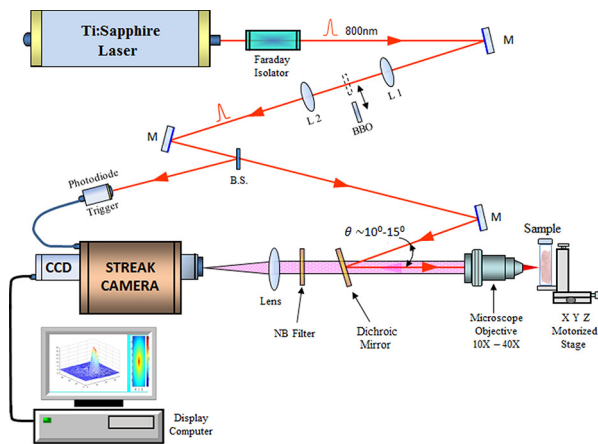 Ti:Sapphire
Laser
Faraday
Isolator
800nm
M
L 1
L 2
BBO
M
B.S.
Photodiode
Trigger
M
θ ~10⁰-15⁰
Sample
CCD
STREAK
CAMERA
Lens
NB Filter
Dichroic
Mirror
Microscope
Objective
10X – 40X
X Y Z
Motorized
Stage
Display
Computer